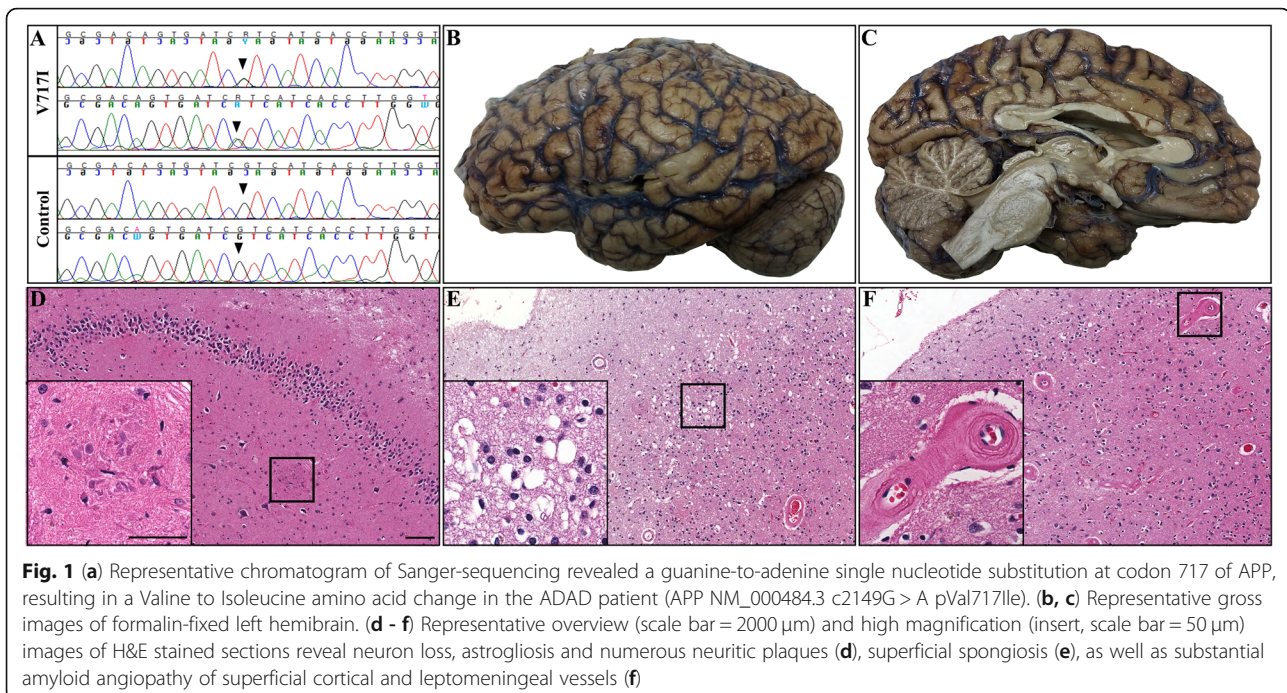 A
V717I
G C G A C A G T G A T C R T C A T C A C C T T G G T
G C G A C A G T G A T C R T C A T C A C C T T G G T
Control
G C G A C A G T G A T C G T C A T C A C C T T G G T
G C G A C A G T G A T C G T C A T C A C C T T G G T
B
C
D
E
F
Fig. 1 (a) Representative chromatogram of Sanger-sequencing revealed a guanine-to-adenine single nucleotide substitution at codon 717 of APP,
resulting in a Valine to Isoleucine amino acid change in the ADAD patient (APP NM_000484.3 c2149G > A pVal717Ile). (b, c) Representative gross
images of formalin-fixed left hemibrain. (d - f) Representative overview (scale bar = 2000 μm) and high magnification (insert, scale bar = 50 μm)
images of H&E stained sections reveal neuron loss, astrogliosis and numerous neuritic plaques (d), superficial spongiosis (e), as well as substantial
amyloid angiopathy of superficial cortical and leptomeningeal vessels (f)